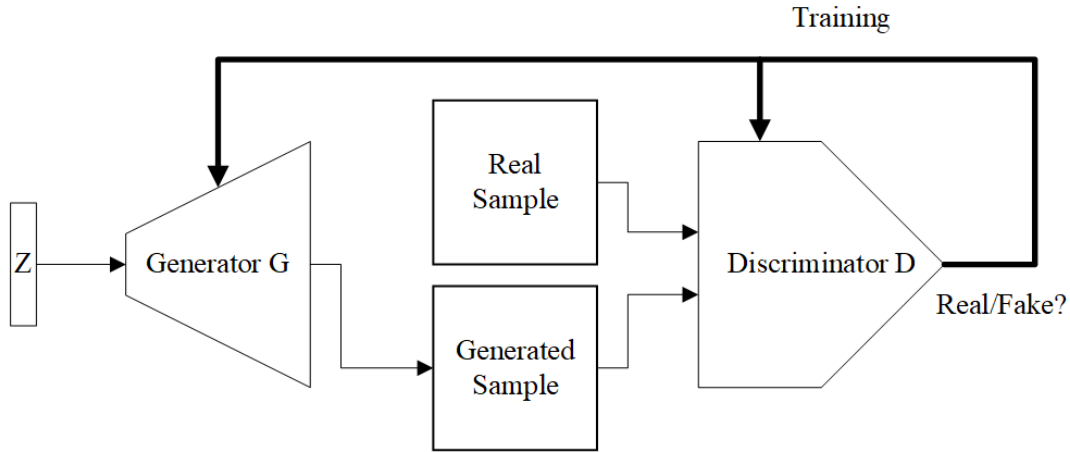 Training
Real
Sample
Z
Generator G
Discriminator D
Real/Fake?
Generated
Sample